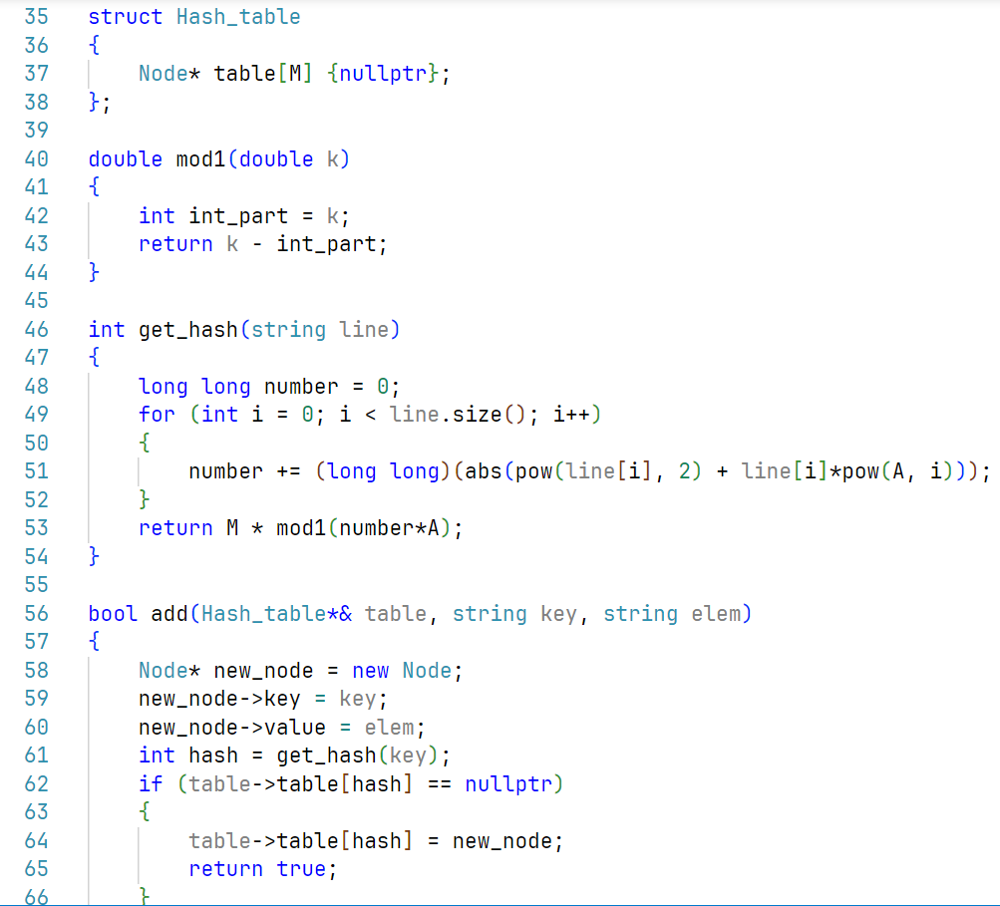 35 struct Hash_table
36 {
37 Node* table[M] {nullptr};
38 };
39
40 double mod1(double k)
41 {
42 int int_part = k;
43 return k - int_part;
44 }
45
46 int get_hash(string line)
47 {
48 long long number = 0;
49 for (int i = 0; i < line.size(); i++)
50 {
51 number += (long long)(abs(pow(line[i], 2) + line[i]*pow(A, i)));
52 }
53 return M * mod1(number*A);
54 }
55
56 bool add(Hash_table*& table, string key, string elem)
57 {
58 Node* new_node = new Node;
59 new_node->key = key;
60 new_node->value = elem;
61 int hash = get_hash(key);
62 if (table->table[hash] == nullptr)
63 {
64 table->table[hash] = new_node;
65 return true;
66 }